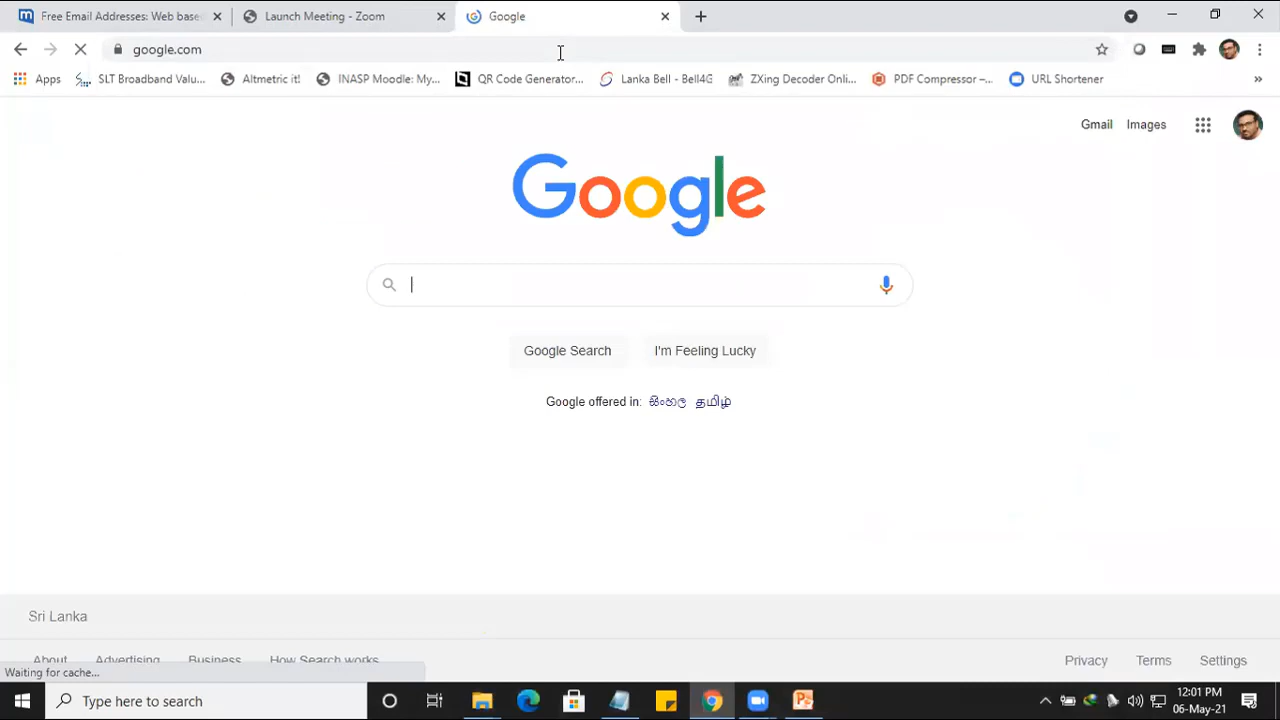 Free Email Addresses: Web base
Launch Meeting - Zoom
Google
google.com
Apps
SLT Broadband Valu...
Altmetric it!
INASP Moodle: My...
QR Code Generator...
Lanka Bell - Bell4G
ZXing Decoder Onli...
PDF Compressor –...
URL Shortener
»
Gmail
Images
Google
Google Search
I'm Feeling Lucky
Google offered in: සිංහල தமிழ்
Sri Lanka
About
Advertising
Business
How Search works
Privacy
Terms
Settings
Waiting for cache...
Type here to search
12:01 PM
06-May-21